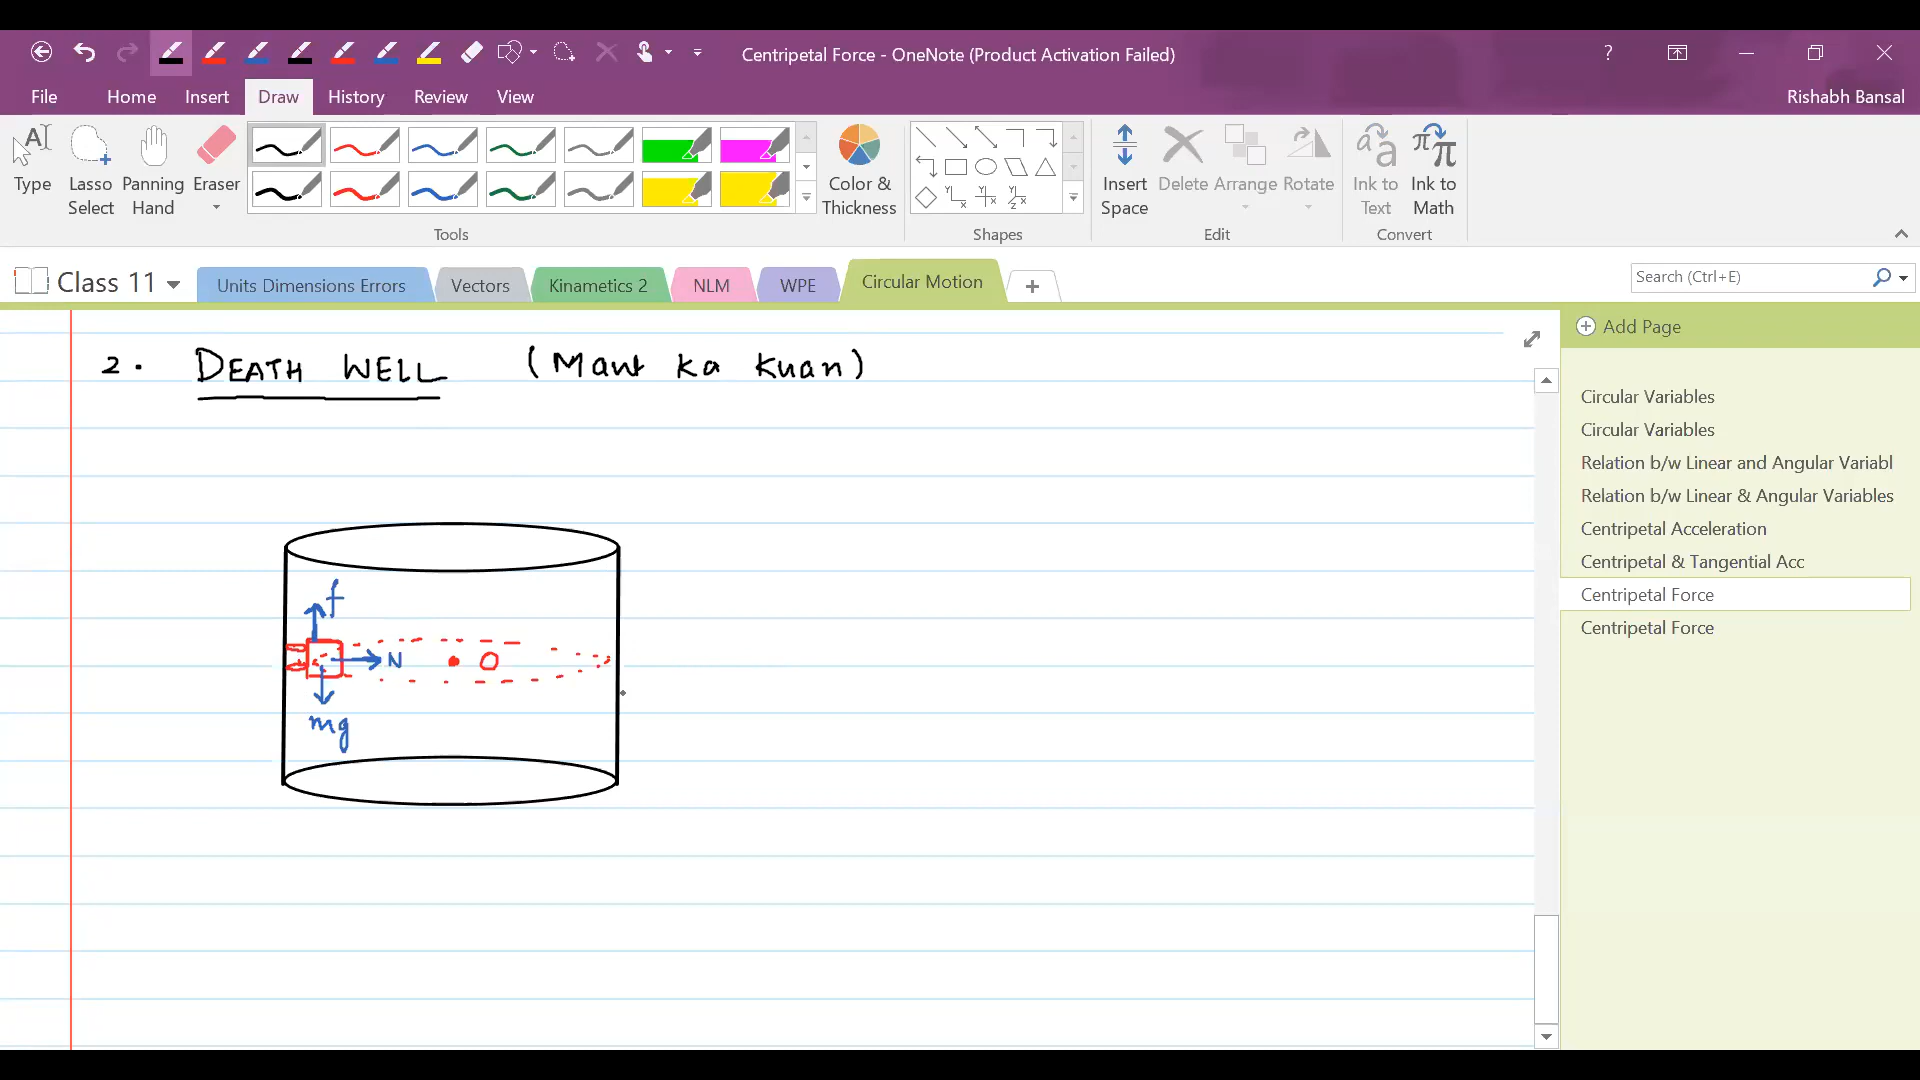 Centripetal Force - OneNote (Product Activation Failed)
?
File Home Insert Draw History Review View
Rishabh Bansal
Type
Lasso Select
Panning Hand
Eraser
Color & Thickness
Insert Space
Delete
Arrange
Rotate
Ink to Text
Ink to Math
Tools
Shapes
Edit
Convert
Class 11
Units Dimensions Errors
Vectors
Kinametics 2
NLM
WPE
Circular Motion
Search (Ctrl+E)
Add Page
Circular Variables
Circular Variables
Relation b/w Linear and Angular Variabl
Relation b/w Linear & Angular Variables
Centripetal Acceleration
Centripetal & Tangential Acc
Centripetal Force
Centripetal Force
2. DEATH WELL (Maut ka Kuan)
f
N
O
mg